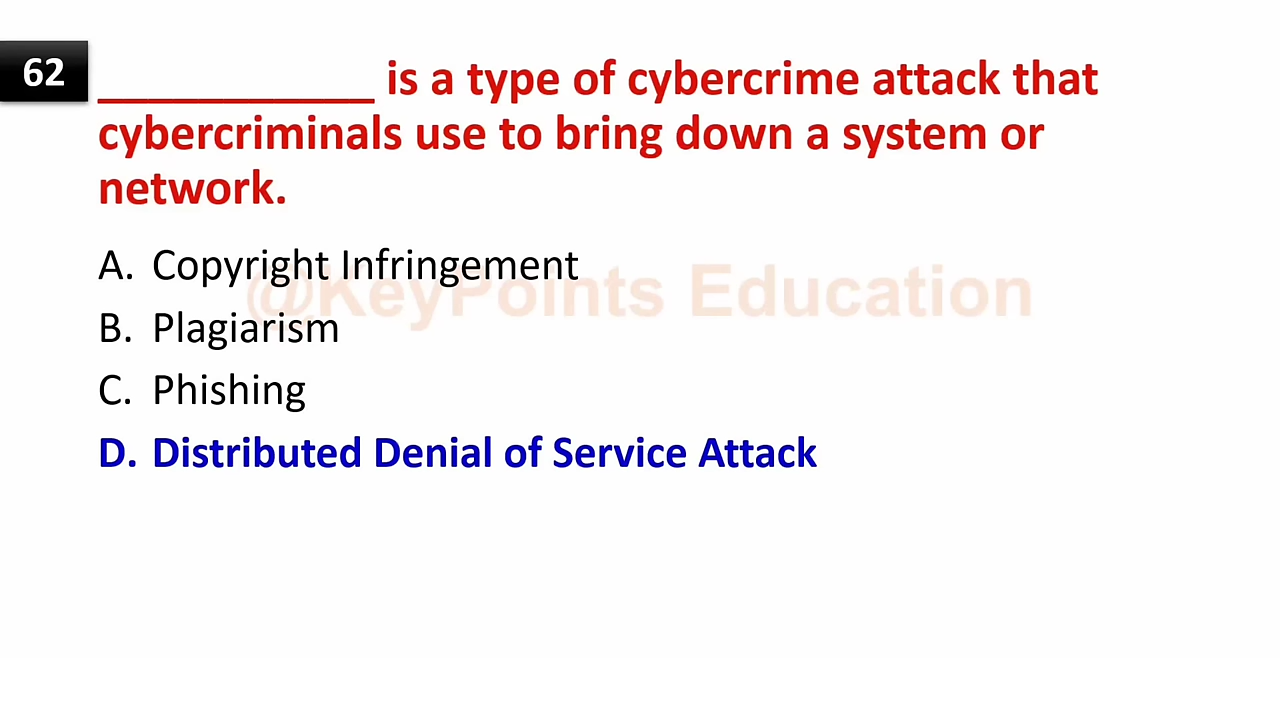 62
___________ is a type of cybercrime attack that
cybercriminals use to bring down a system or
network.
A. Copyright Infringement
@KeyPoints Education
B. Plagiarism
C. Phishing
D. Distributed Denial of Service Attack